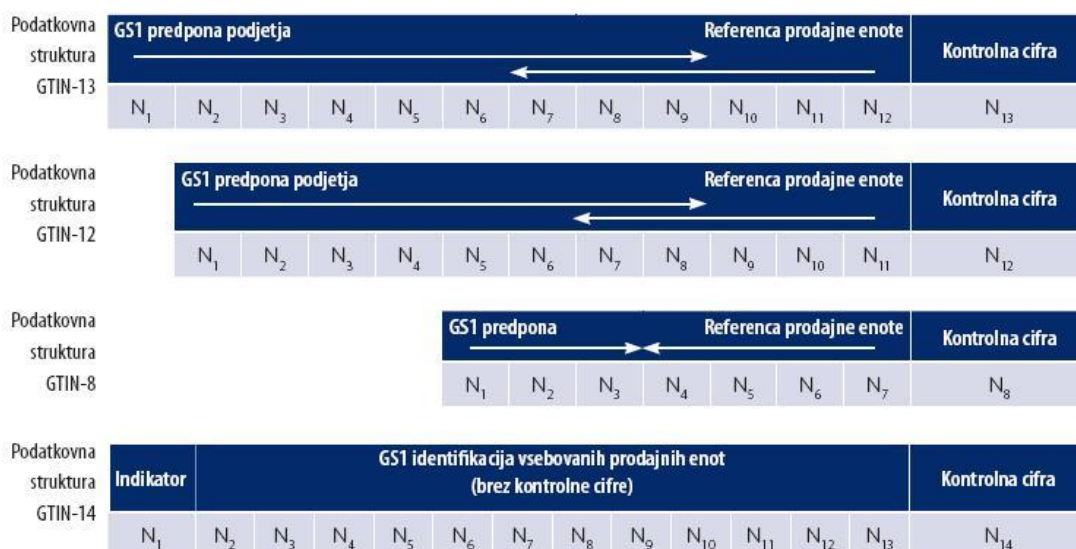 Podatkovna
struktura
GTIN-13
GS1 predpona podjetja
Referenca prodajne enote
Kontrolna cifra
N1 N2 N3 N4 N5 N6 N7 N8 N9 N10 N11 N12 N13
Podatkovna
struktura
GTIN-12
GS1 predpona podjetja
Referenca prodajne enote
Kontrolna cifra
N1 N2 N3 N4 N5 N6 N7 N8 N9 N10 N11 N12
Podatkovna
struktura
GTIN-8
GS1 predpona
Referenca prodajne enote
Kontrolna cifra
N1 N2 N3 N4 N5 N6 N7 N8
Podatkovna
struktura
GTIN-14
Indikator
GS1 identifikacija vsebovanih prodajnih enot
(brez kontrolne cifre)
Kontrolna cifra
N1 N2 N3 N4 N5 N6 N7 N8 N9 N10 N11 N12 N13 N14